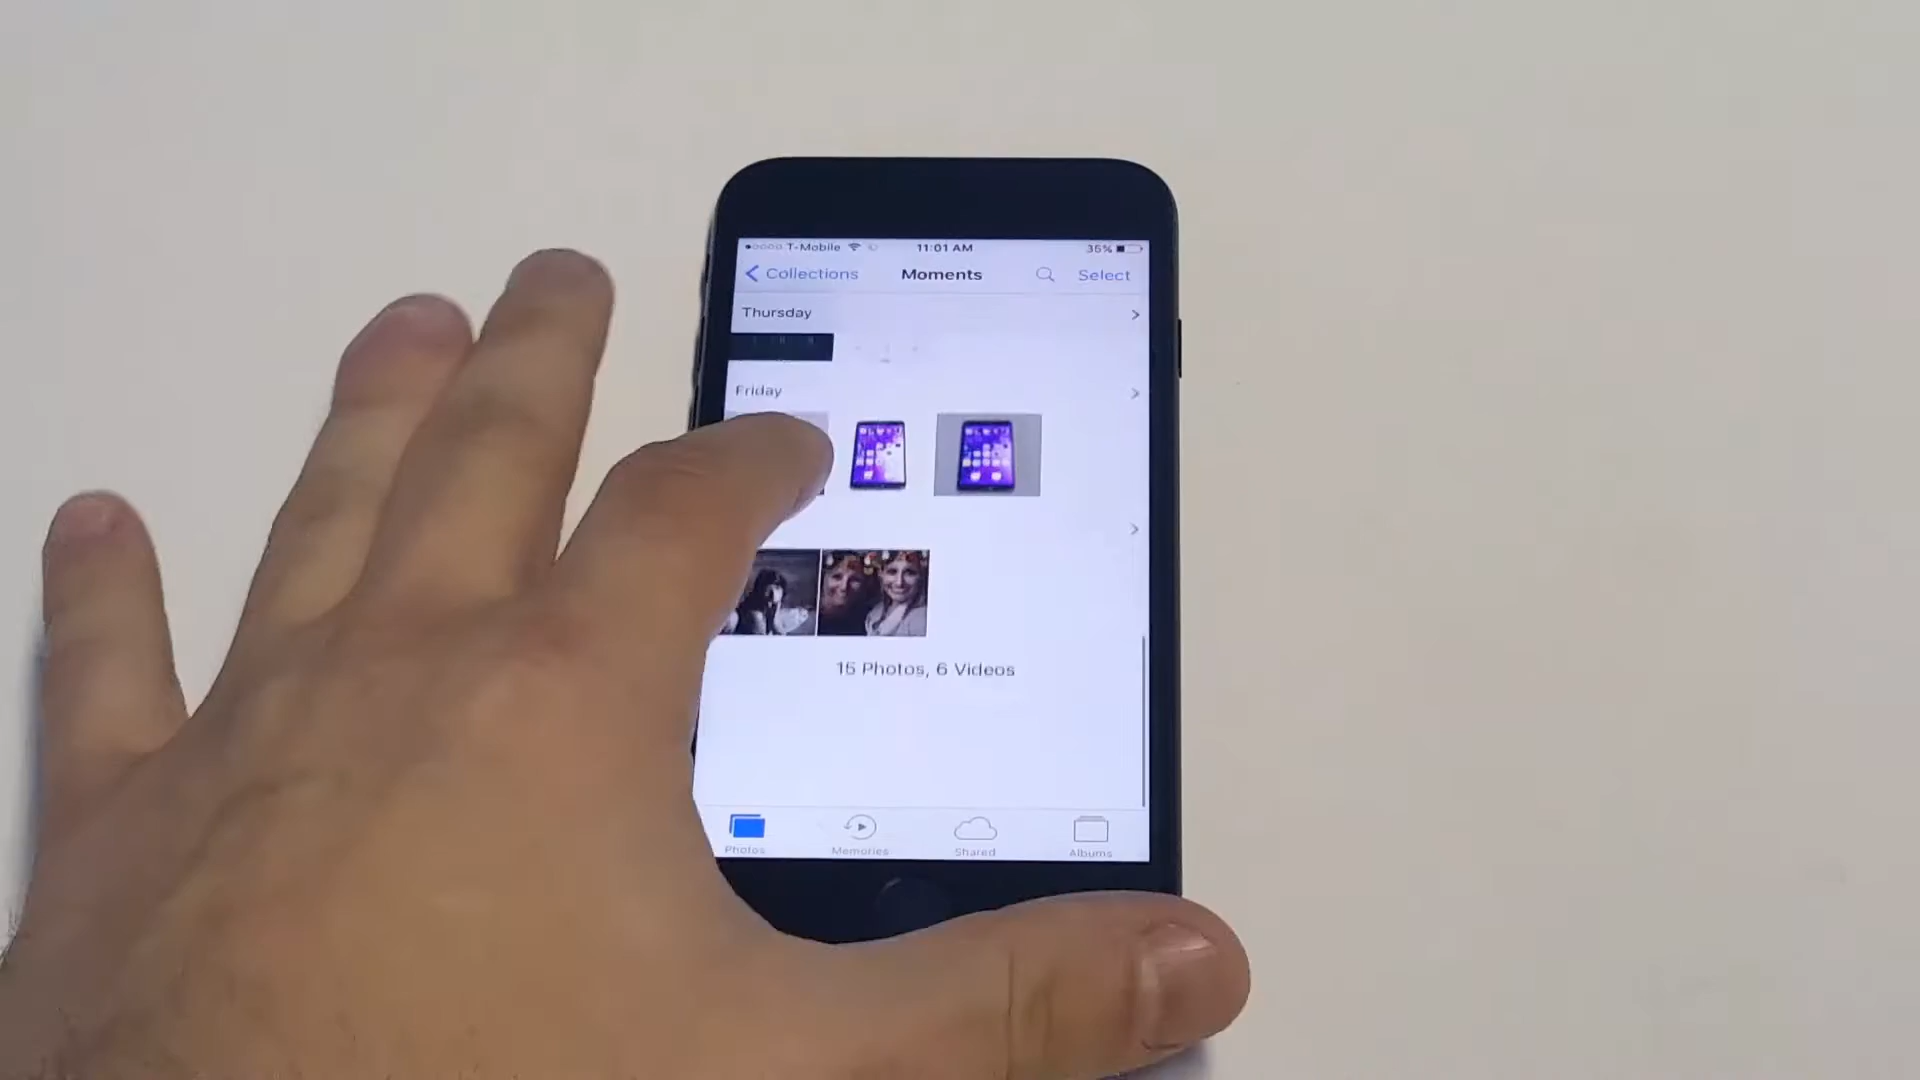 T-Mobile 11:01 AM 35%
Collections Moments Select
Thursday
Friday
15 Photos, 6 Videos
Photos Memories Shared Albums